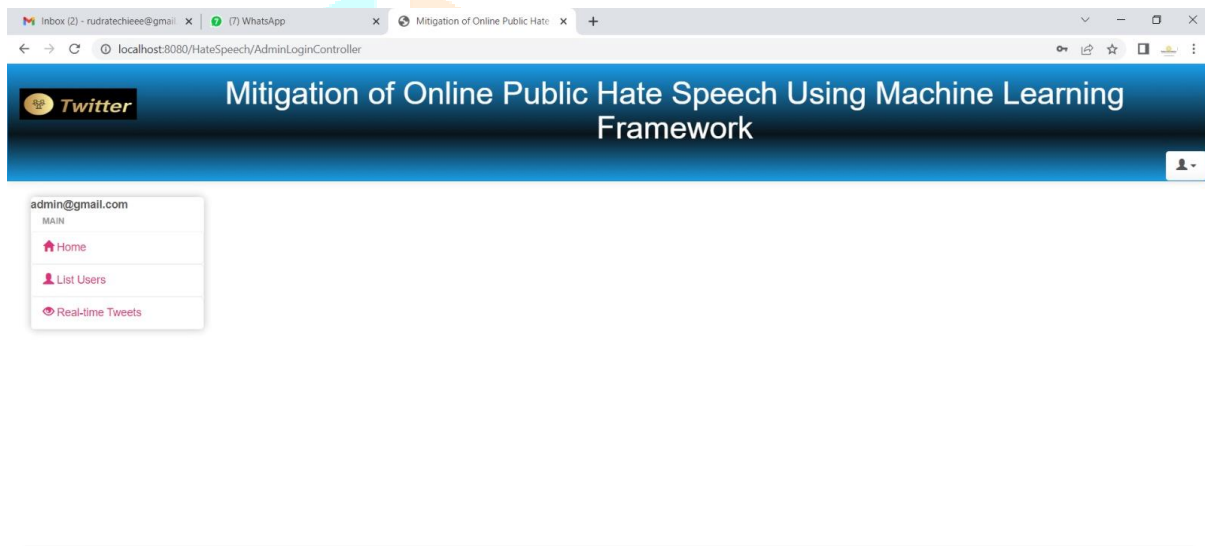 Inbox (2) - rudratechieee@gmail
(7) WhatsApp
Mitigation of Online Public Hate
localhost:8080/HateSpeech/AdminLoginController
Twitter
Mitigation of Online Public Hate Speech Using Machine Learning
Framework
admin@gmail.com
MAIN
Home
List Users
Real-time Tweets